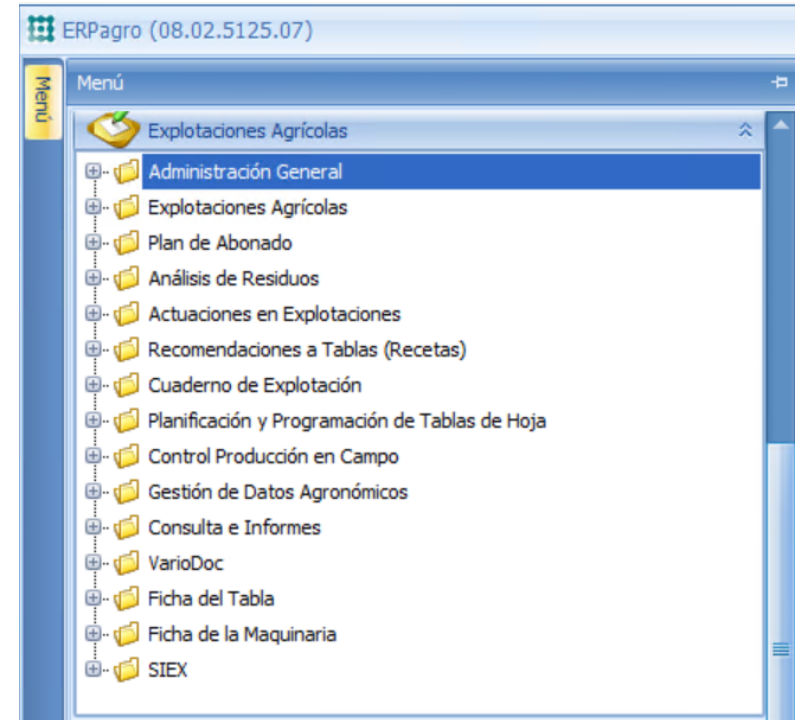 ERPagro (08.02.5125.07)
Menú
Menú
Explotaciones Agrícolas
Administración General
Explotaciones Agrícolas
Plan de Abonado
Análisis de Residuos
Actuaciones en Explotaciones
Recomendaciones a Tablas (Recetas)
Cuaderno de Explotación
Planificación y Programación de Tablas de Hoja
Control Producción en Campo
Gestión de Datos Agronómicos
Consulta e Informes
VarioDoc
Ficha del Tabla
Ficha de la Maquinaria
SIEX